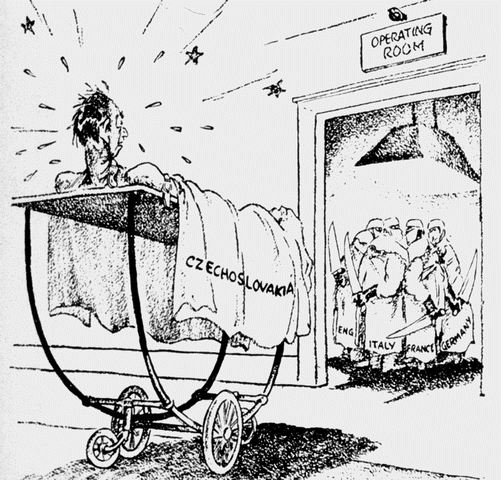 OPERATING
ROOM
CZECHOSLOVAKIA
ENG
ITALY
FRANCE
GERMANY